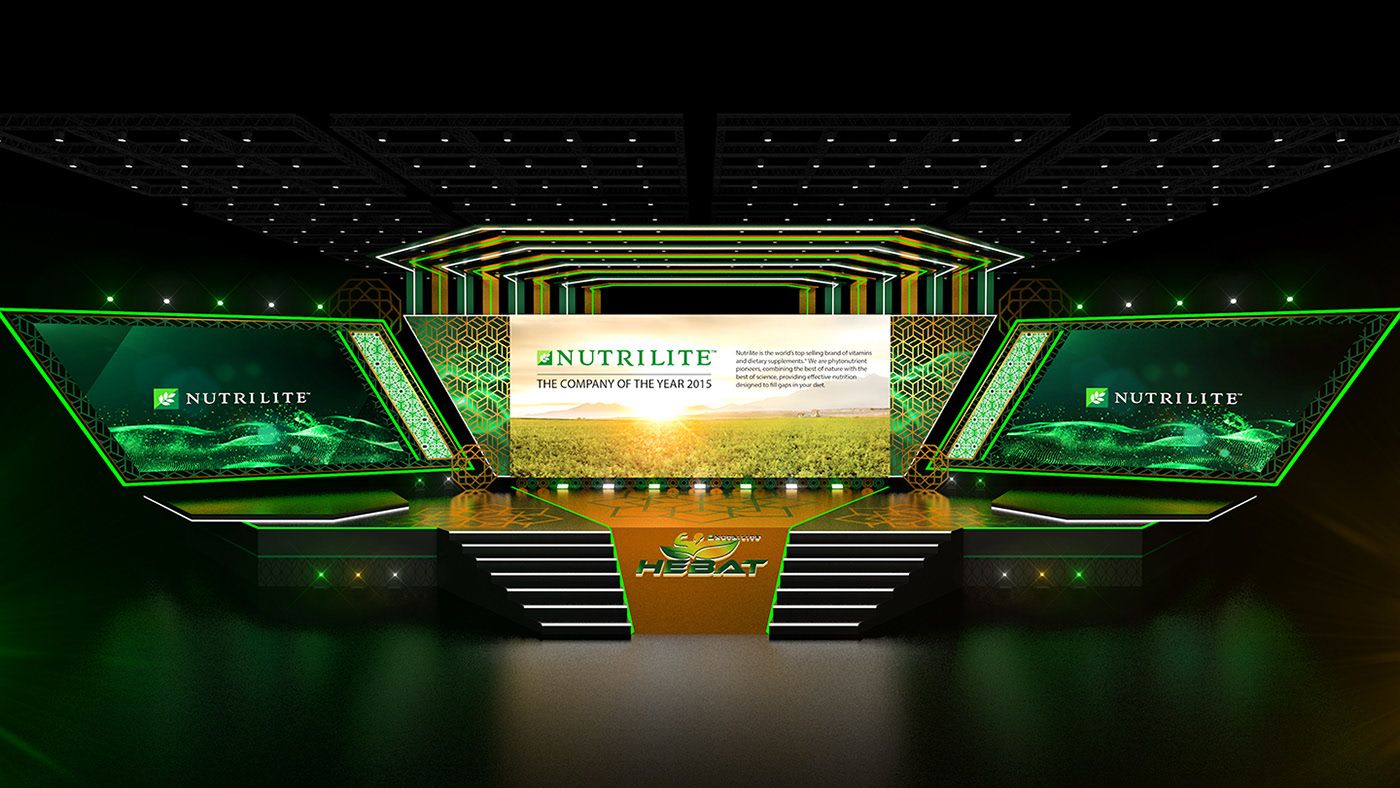 NUTRILITE™
THE COMPANY OF THE YEAR 2015
Nutrilite is the world's top selling brand of vitamins
and dietary supplements.* We are phytonutrient
pioneers, combining the best of nature with the
best of science, providing effective nutrition
designed to fill gaps in your diet.
NUTRILITE™
NUTRILITE™
NUTRILITE
HEBAT